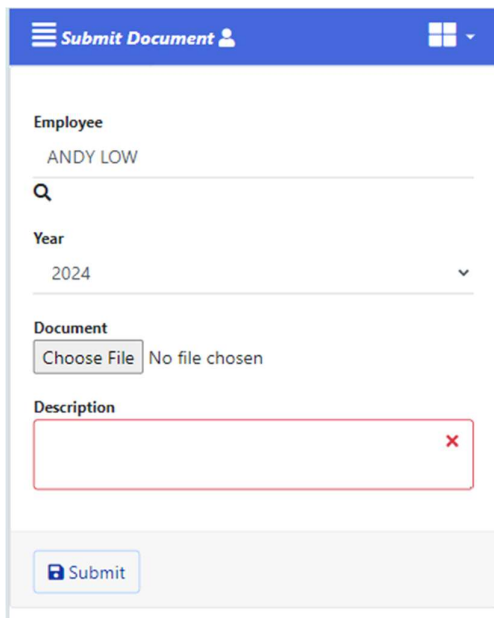 Submit Document
Employee
ANDY LOW
Year
2024
Document
Choose File No file chosen
Description
Submit